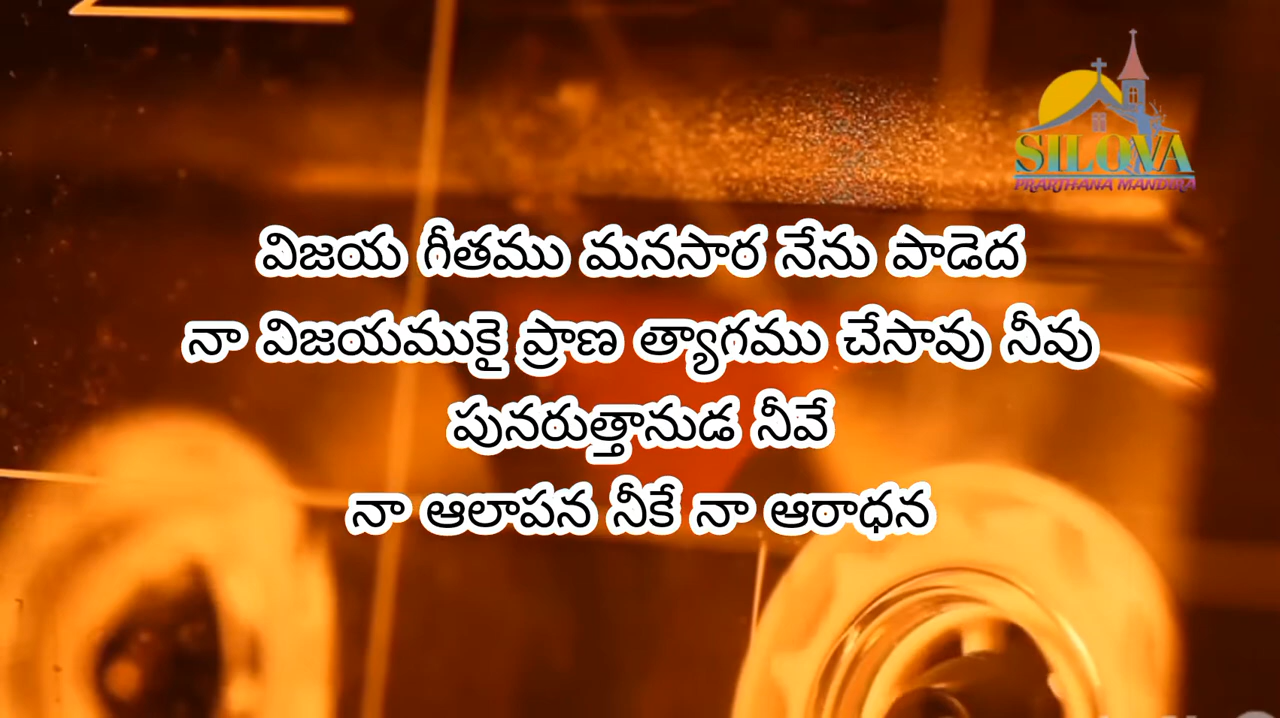 SILOVA
PRARTHANA MANDIRA
విజయ గీతము మనసార నేను పాడెద
నా విజయముకై ప్రాణ త్యాగము చేసావు నీవు
పునరుత్తానుడ నీవే
నా ఆలాపన నీకే నా ఆరాధన